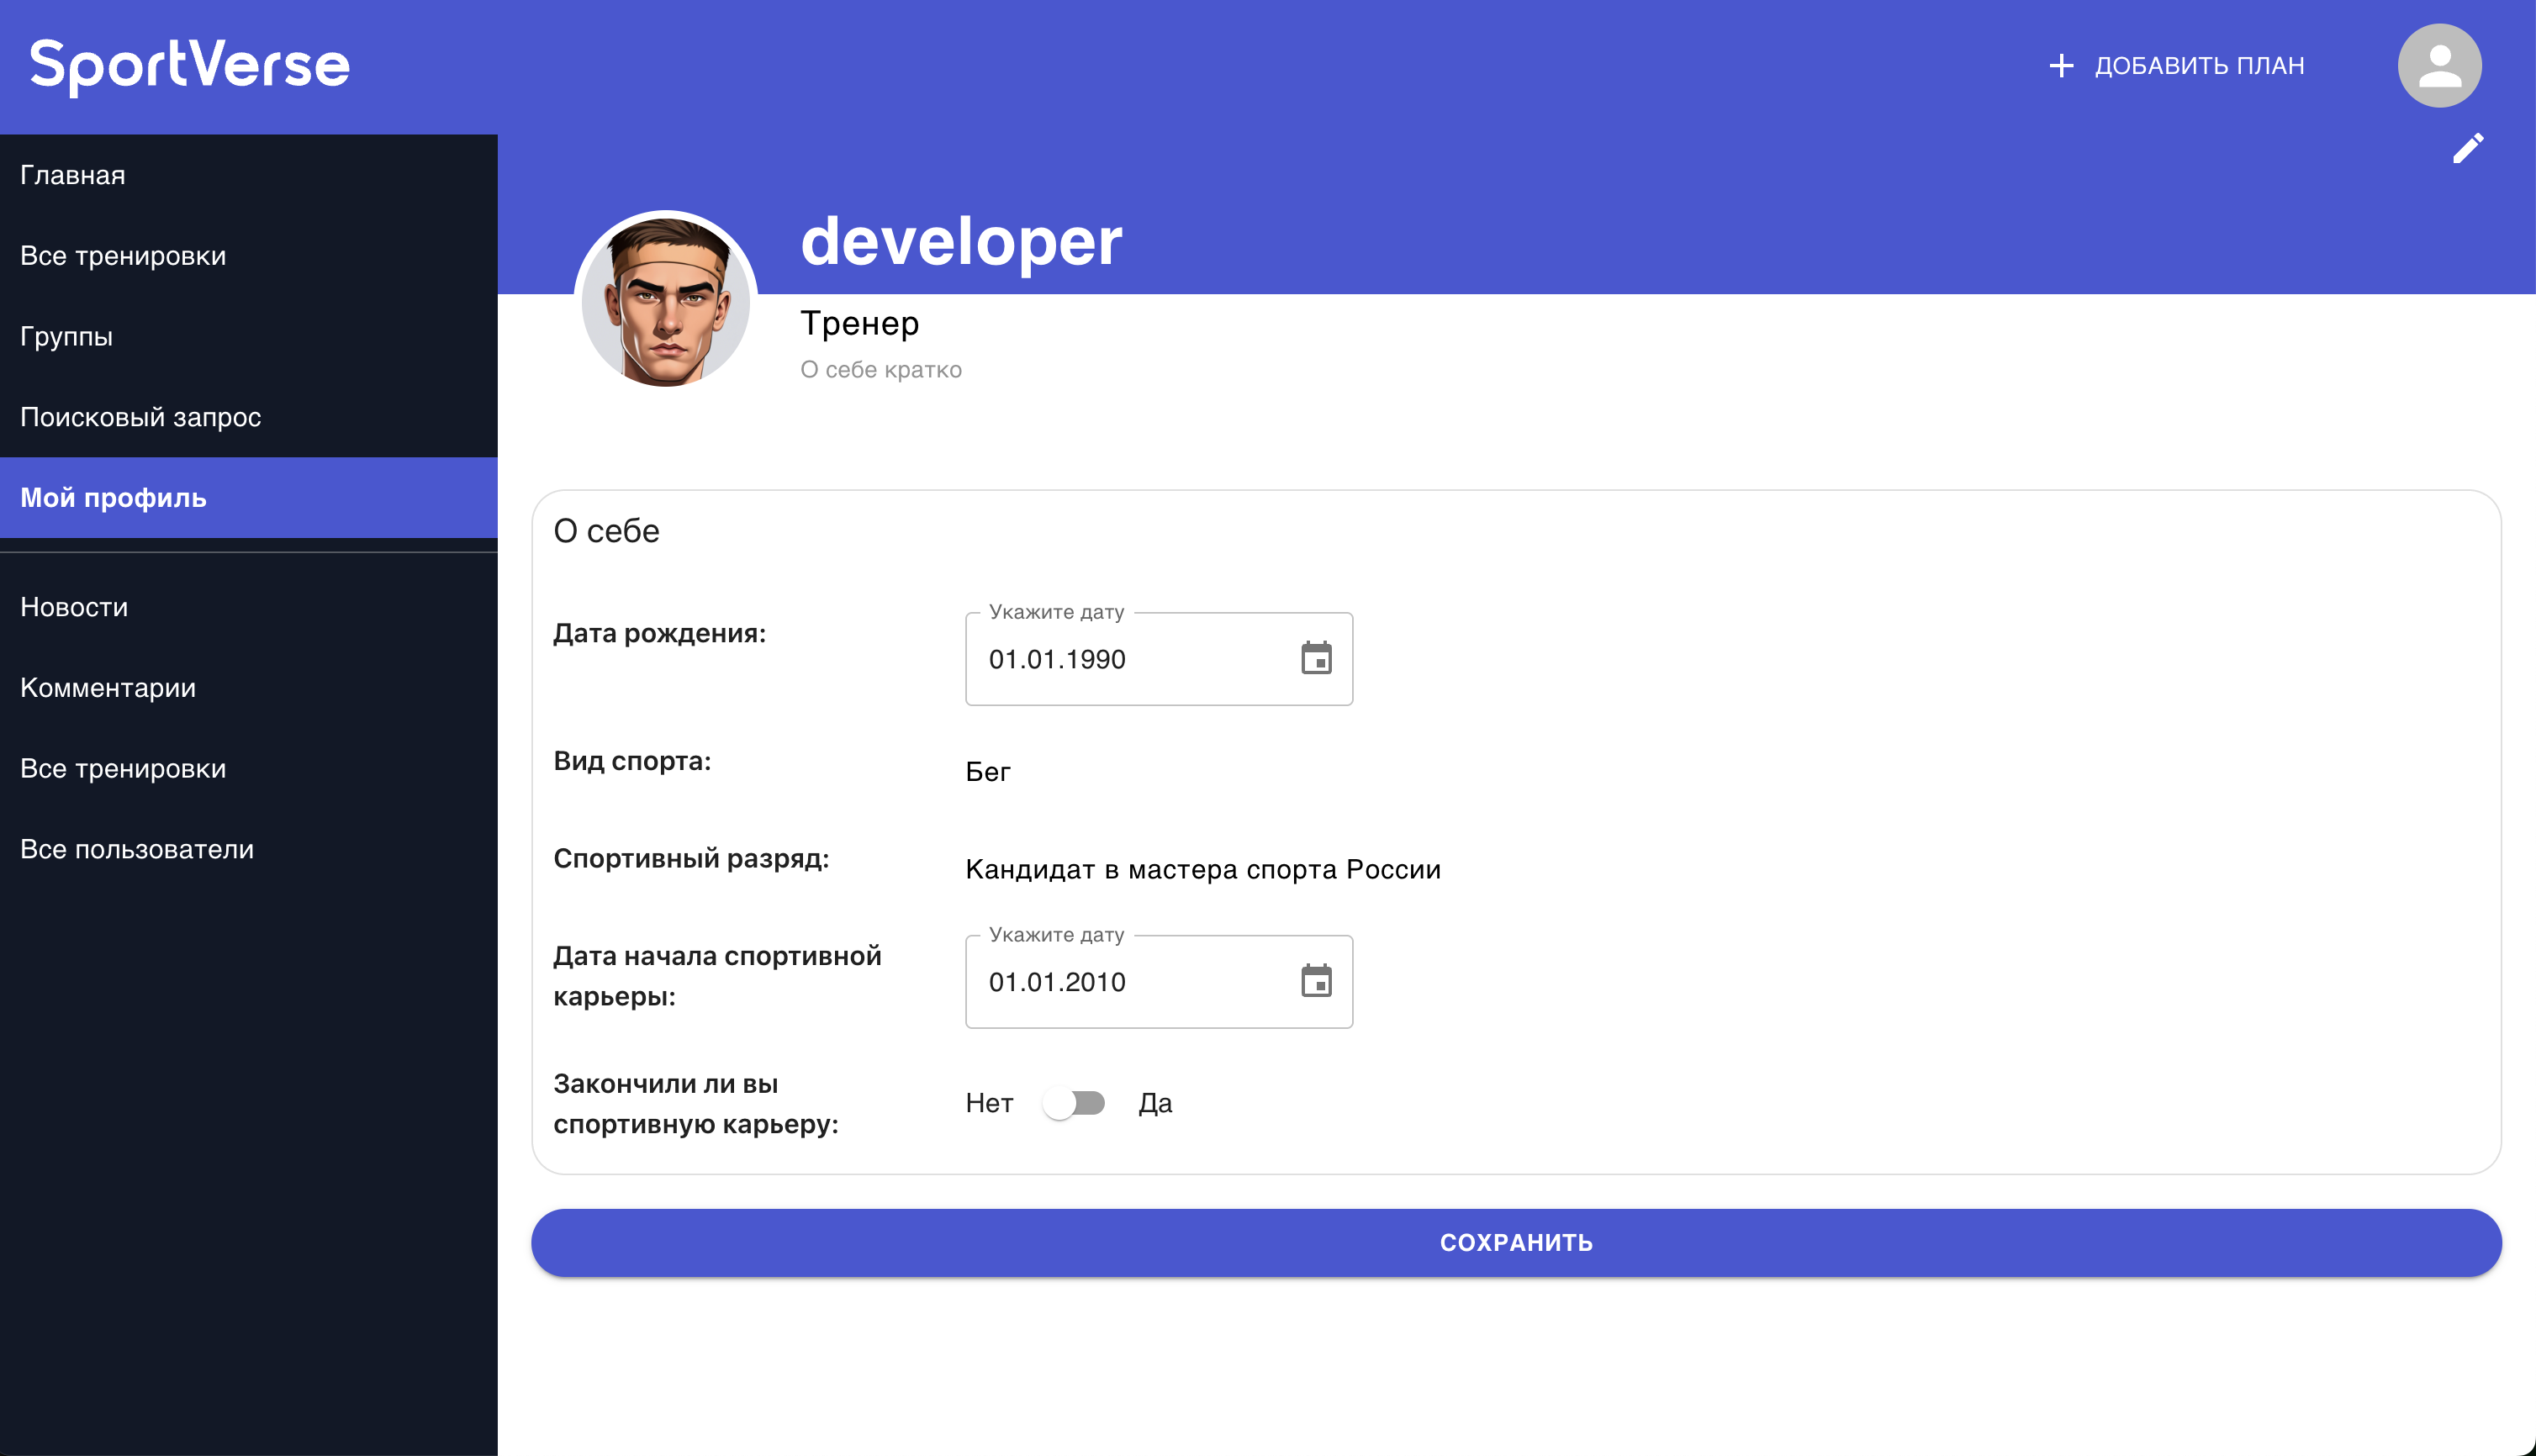 SportVerse
ДОБАВИТЬ ПЛАН
Главная
Все тренировки
Группы
Поисковый запрос
Мой профиль
Новости
Комментарии
Все тренировки
Все пользователи
developer
Тренер
О себе кратко
О себе
Дата рождения:
Укажите дату
01.01.1990
Вид спорта:
Бег
Спортивный разряд:
Кандидат в мастера спорта России
Дата начала спортивной
карьеры:
Укажите дату
01.01.2010
Закончили ли вы
спортивную карьеру:
Нет Да
СОХРАНИТЬ